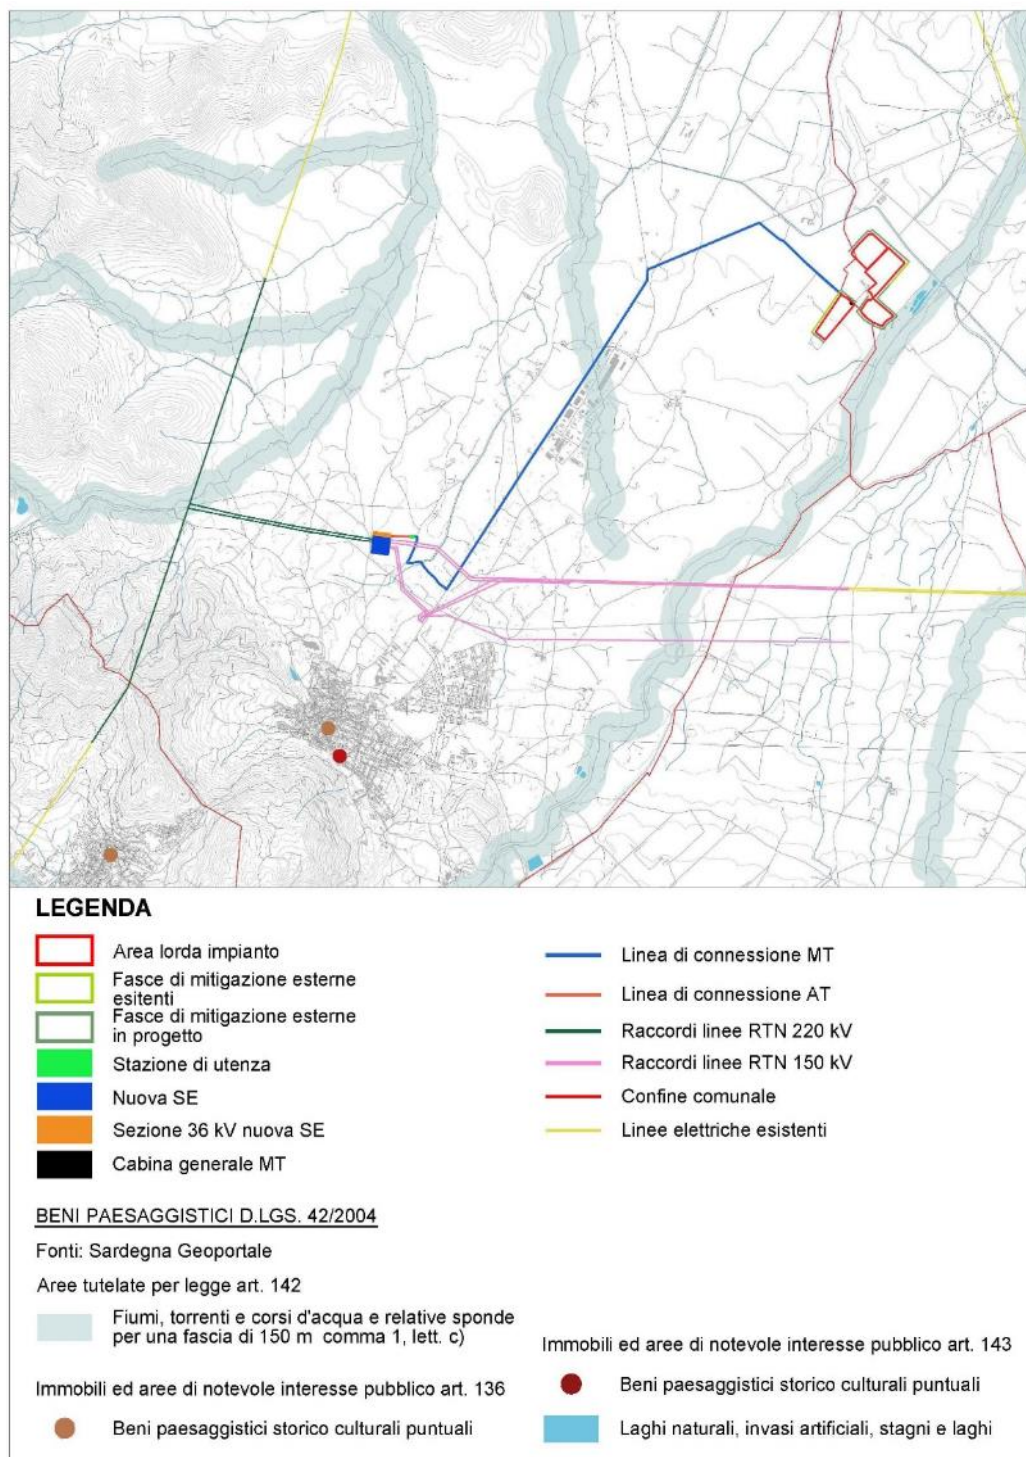 LEGENDA
Area lorda impianto
Fasce di mitigazione esterne
esitenti
Fasce di mitigazione esterne
in progetto
Stazione di utenza
Nuova SE
Sezione 36 kV nuova SE
Cabina generale MT
Linea di connessione MT
Linea di connessione AT
Raccordi linee RTN 220 kV
Raccordi linee RTN 150 kV
Confine comunale
Linee elettriche esistenti
BENI PAESAGGISTICI D.LGS. 42/2004
Fonti: Sardegna Geoportale
Aree tutelate per legge art. 142
Fiumi, torrenti e corsi d'acqua e relative sponde
per una fascia di 150 m comma 1, lett. c)
Immobili ed aree di notevole interesse pubblico art. 136
Beni paesaggistici storico culturali puntuali
Immobili ed aree di notevole interesse pubblico art. 143
Beni paesaggistici storico culturali puntuali
Laghi naturali, invasi artificiali, stagni e laghi